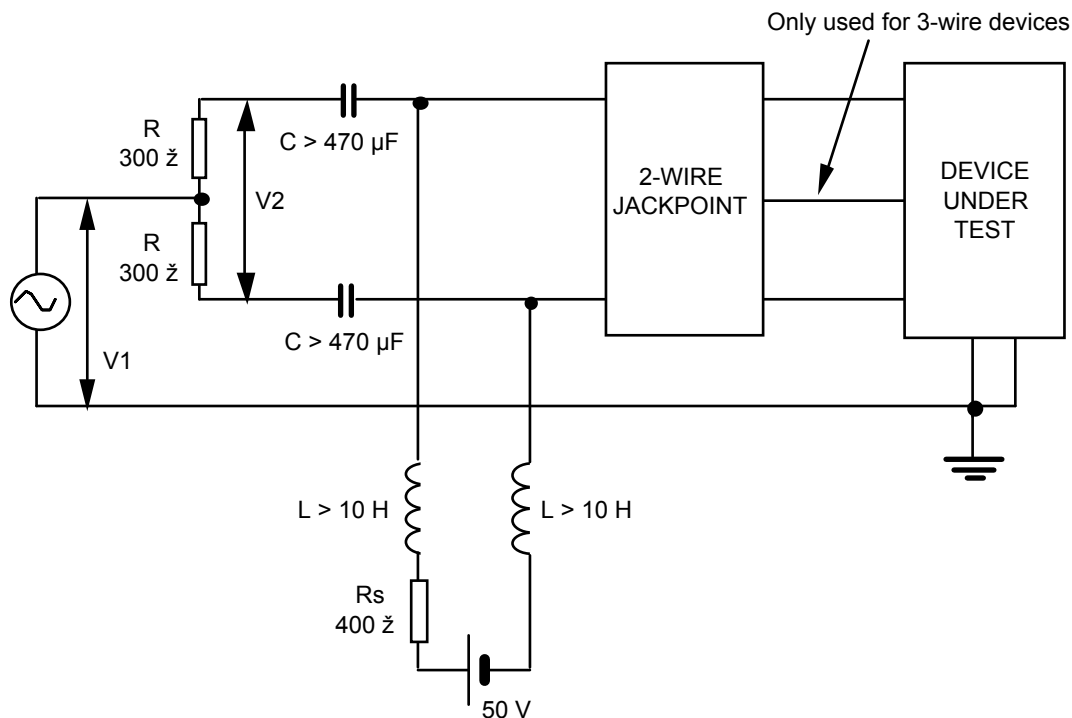 Only used for 3-wire devices
R
300 ž
C > 470 µF
V2
2-WIRE
JACKPOINT
DEVICE
UNDER
TEST
R
300 ž
C > 470 µF
V1
L > 10 H
L > 10 H
Rs
400 ž
50 V